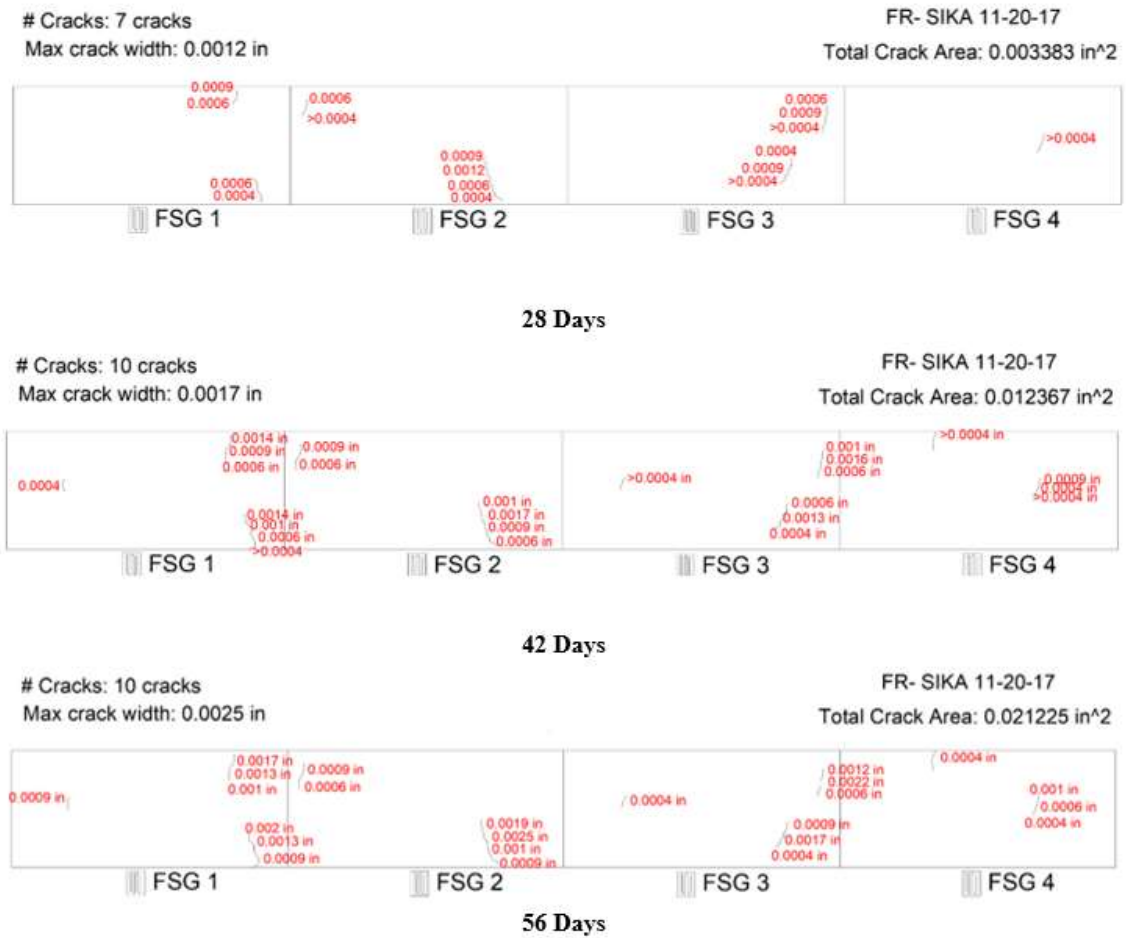 # Cracks: 7 cracks
FR- SIKA 11-20-17
Max crack width: 0.0012 in
Total Crack Area: 0.003383 in^2
0.0009
0.0006
0.0006
0.0004
0.0006
>0.0004
0.0009
0.0012
0.0006
0.0004
0.0006
0.0009
>0.0004
0.0004
0.0009
>0.0004
>0.0004
FSG 1
FSG 2
FSG 3
FSG 4
28 Days
# Cracks: 10 cracks
FR- SIKA 11-20-17
Max crack width: 0.0017 in
Total Crack Area: 0.012367 in^2
0.0004
0.0014 in
0.0009 in
0.0006 in
0.0014 in
0.001 in
0.0006 in
>0.0004
0.0009 in
0.0006 in
0.001 in
0.0017 in
0.0009 in
0.0006 in
>0.0004 in
0.001 in
0.0016 in
0.0006 in
0.0006 in
0.0013 in
0.0004 in
>0.0004 in
0.0009 in
0.0004 in
>0.0004 in
FSG 1
FSG 2
FSG 3
FSG 4
42 Days
# Cracks: 10 cracks
FR- SIKA 11-20-17
Max crack width: 0.0025 in
Total Crack Area: 0.021225 in^2
0.0009 in
0.0017 in
0.0013 in
0.001 in
0.002 in
0.0013 in
0.0009 in
0.0009 in
0.0006 in
0.0019 in
0.0025 in
0.001 in
0.0009 in
0.0004 in
0.0012 in
0.0022 in
0.0006 in
0.0009 in
0.0017 in
0.0004 in
0.0004 in
0.001 in
0.0006 in
0.0004 in
FSG 1
FSG 2
FSG 3
FSG 4
56 Days